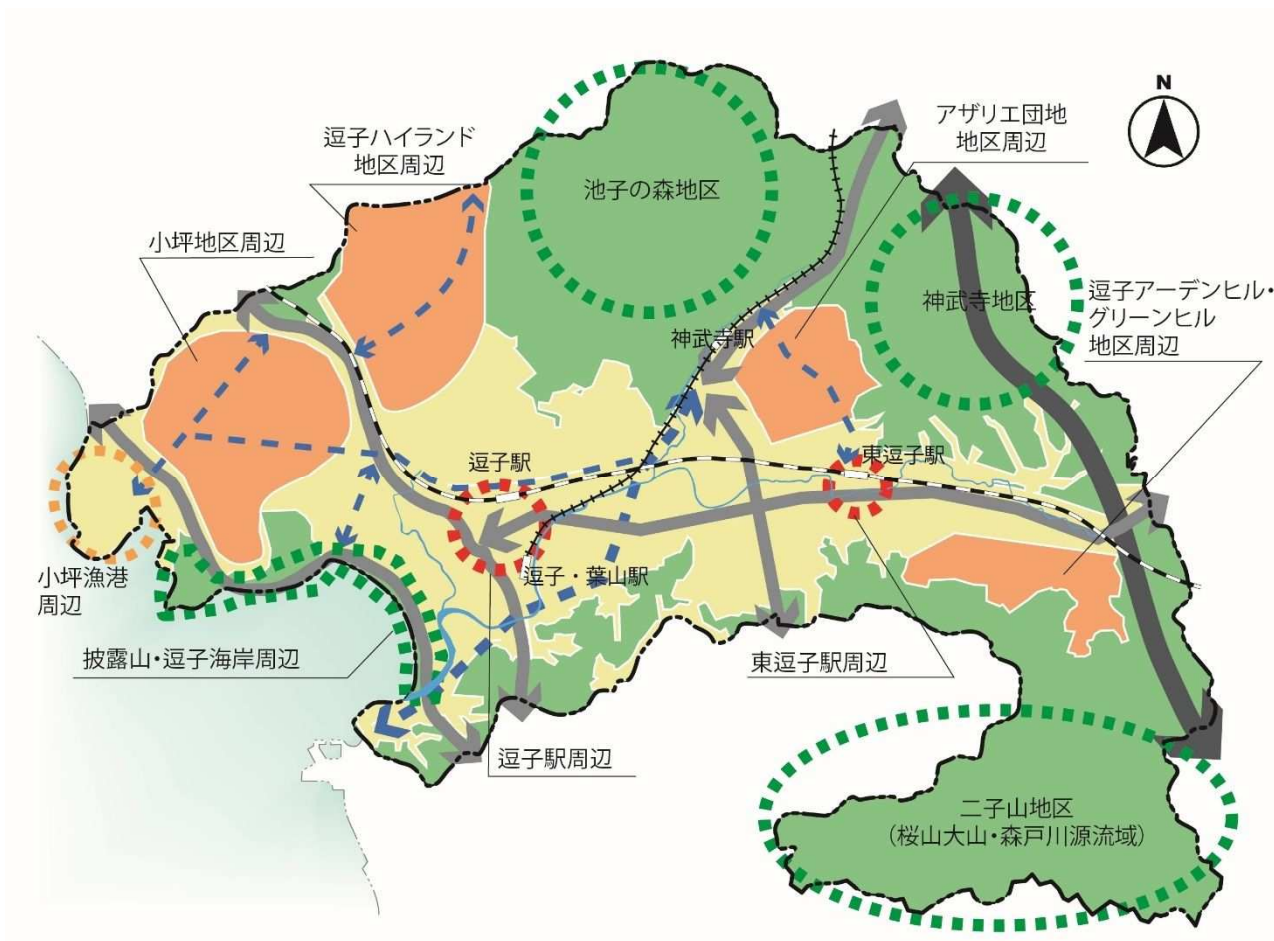 N
アザリエ団地
地区周辺
逗子ハイランド
地区周辺
池子の森地区
小坪地区周辺
神武寺地区
逗子アーデンヒル・
グリーンヒル
地区周辺
神武寺駅
逗子駅
東逗子駅
小坪漁港
周辺
逗子・葉山駅
披露山・逗子海岸周辺
東逗子駅周辺
逗子駅周辺
二子山地区
(桜山大山・森戸川源流域)